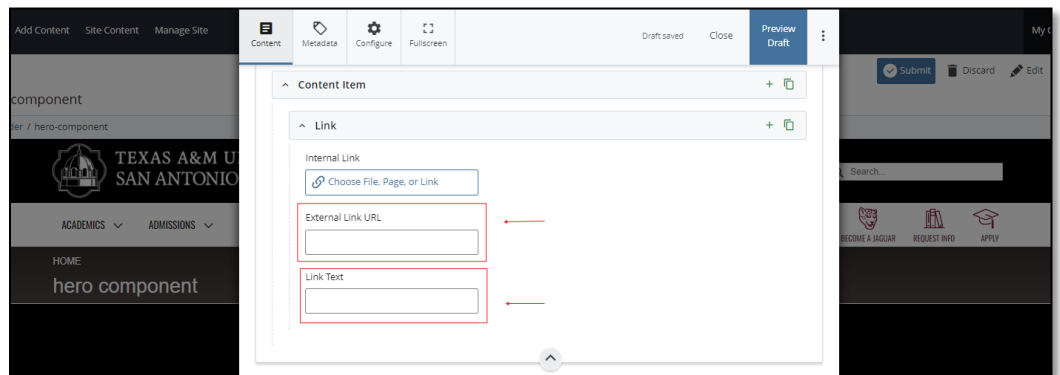 Add Content Site Content Manage Site
Content Metadata Configure Fullscreen
Draft saved Close Preview Draft
My
Submit Discard Edit
component
/ hero-component
Content Item
Link
Internal Link
Choose File, Page, or Link
External Link URL
Link Text
TEXAS A&M
SAN ANTONIO
Search...
ACADEMICS ADMISSIONS
BECOME A JAGUAR REQUEST INFO APPLY
HOME
hero component